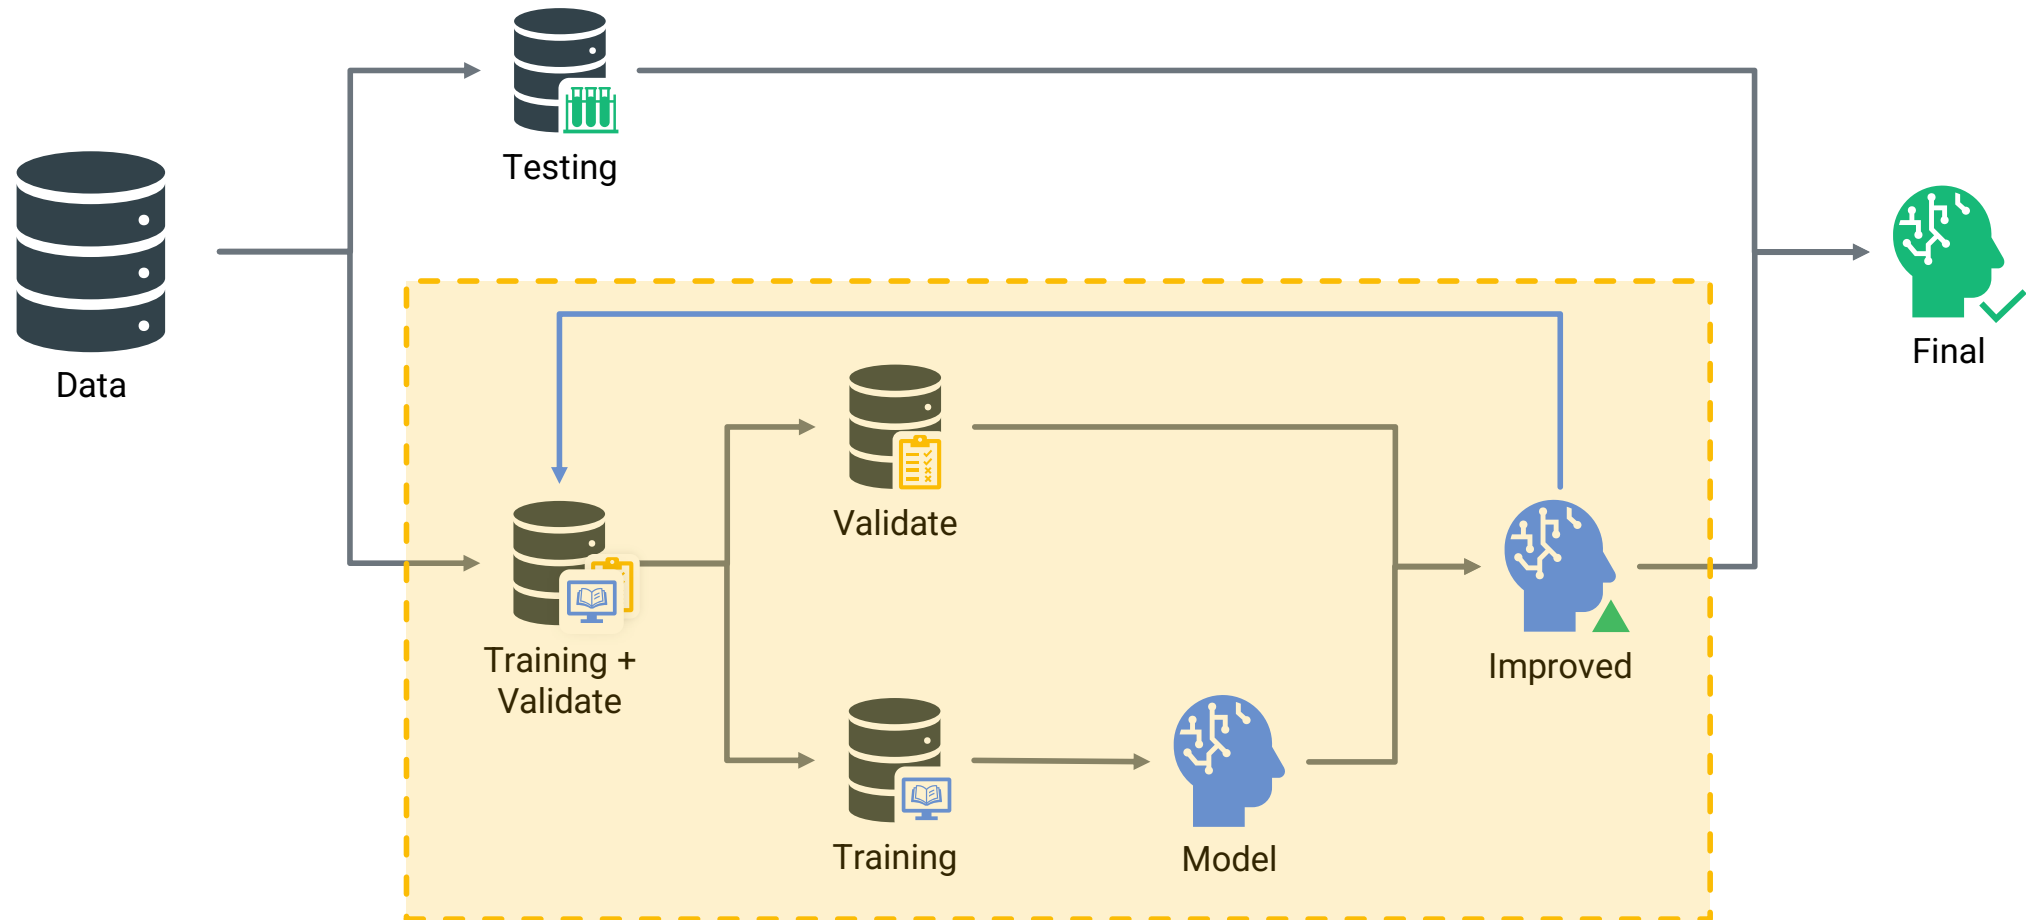 Testing
Data
Final
Validate
Training +
Validate
Improved
Training
Model